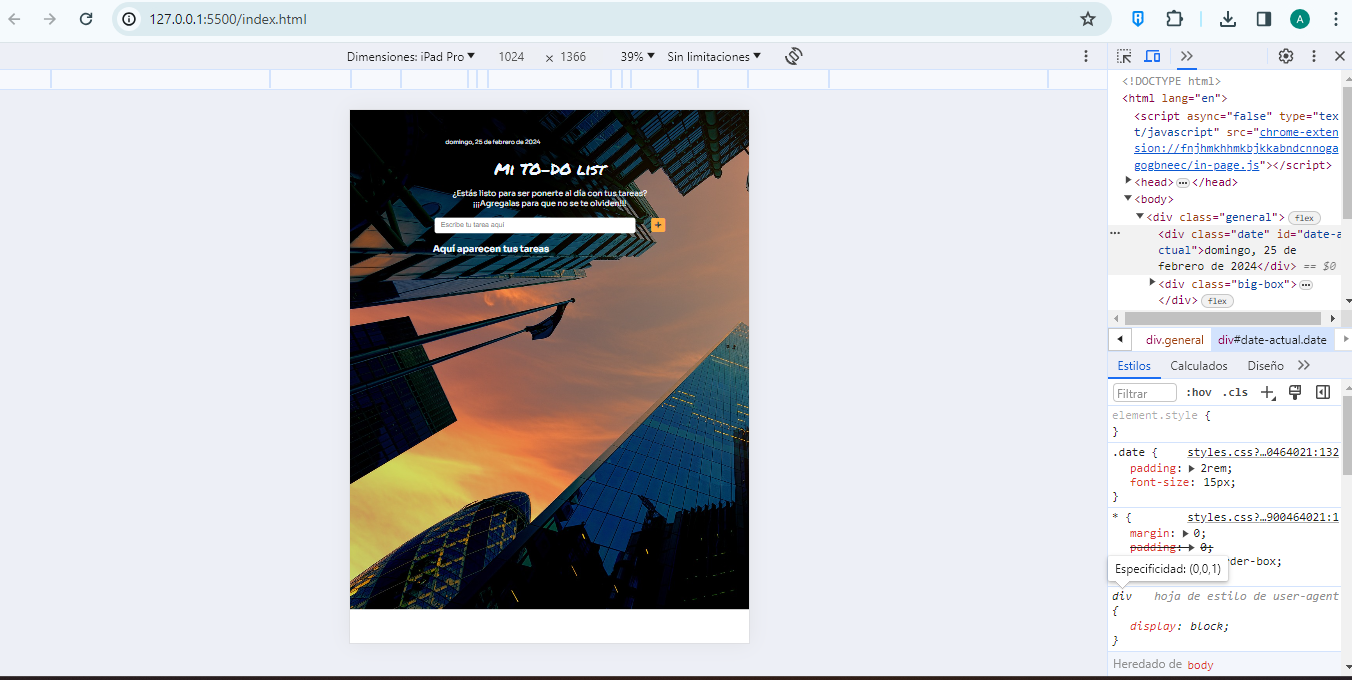 127.0.0.1:5500/index.html
A
Dimensiones: iPad Pro 1024 × 1366 39% Sin limitaciones
domingo, 25 de febrero de 2024
Mi TO-DO list
¿Estás listo para ser ponerte al día con tus tareas?
¡¡¡Agregalas para que no se te olviden!!!
Escribe tu tarea aquí
+
Aquí aparecen tus tareas
<!DOCTYPE html>
<html lang="en">
<script async="false" type="tex
t/javascript" src="chrome-exten
sion://fnjhmkhhmkbjkkabndcnnoga
gogbneec/in-page.js"></script>
<head>…</head>
<body>
<div class="general"> flex
… <div class="date" id="date-a
ctual">domingo, 25 de
febrero de 2024</div> == $0
<div class="big-box">…
</div> flex
div.general div#date-actual.date
Estilos Calculados Diseño
Filtrar :hov .cls
element.style {
}
.date { styles.css?…0464021:132
padding: 2rem;
font-size: 15px;
}
* { styles.css?…900464021:1
margin: 0;
padding: 0;
rder-box;
Especificidad: (0,0,1)
div hoja de estilo de user-agent
{
display: block;
}
Heredado de body